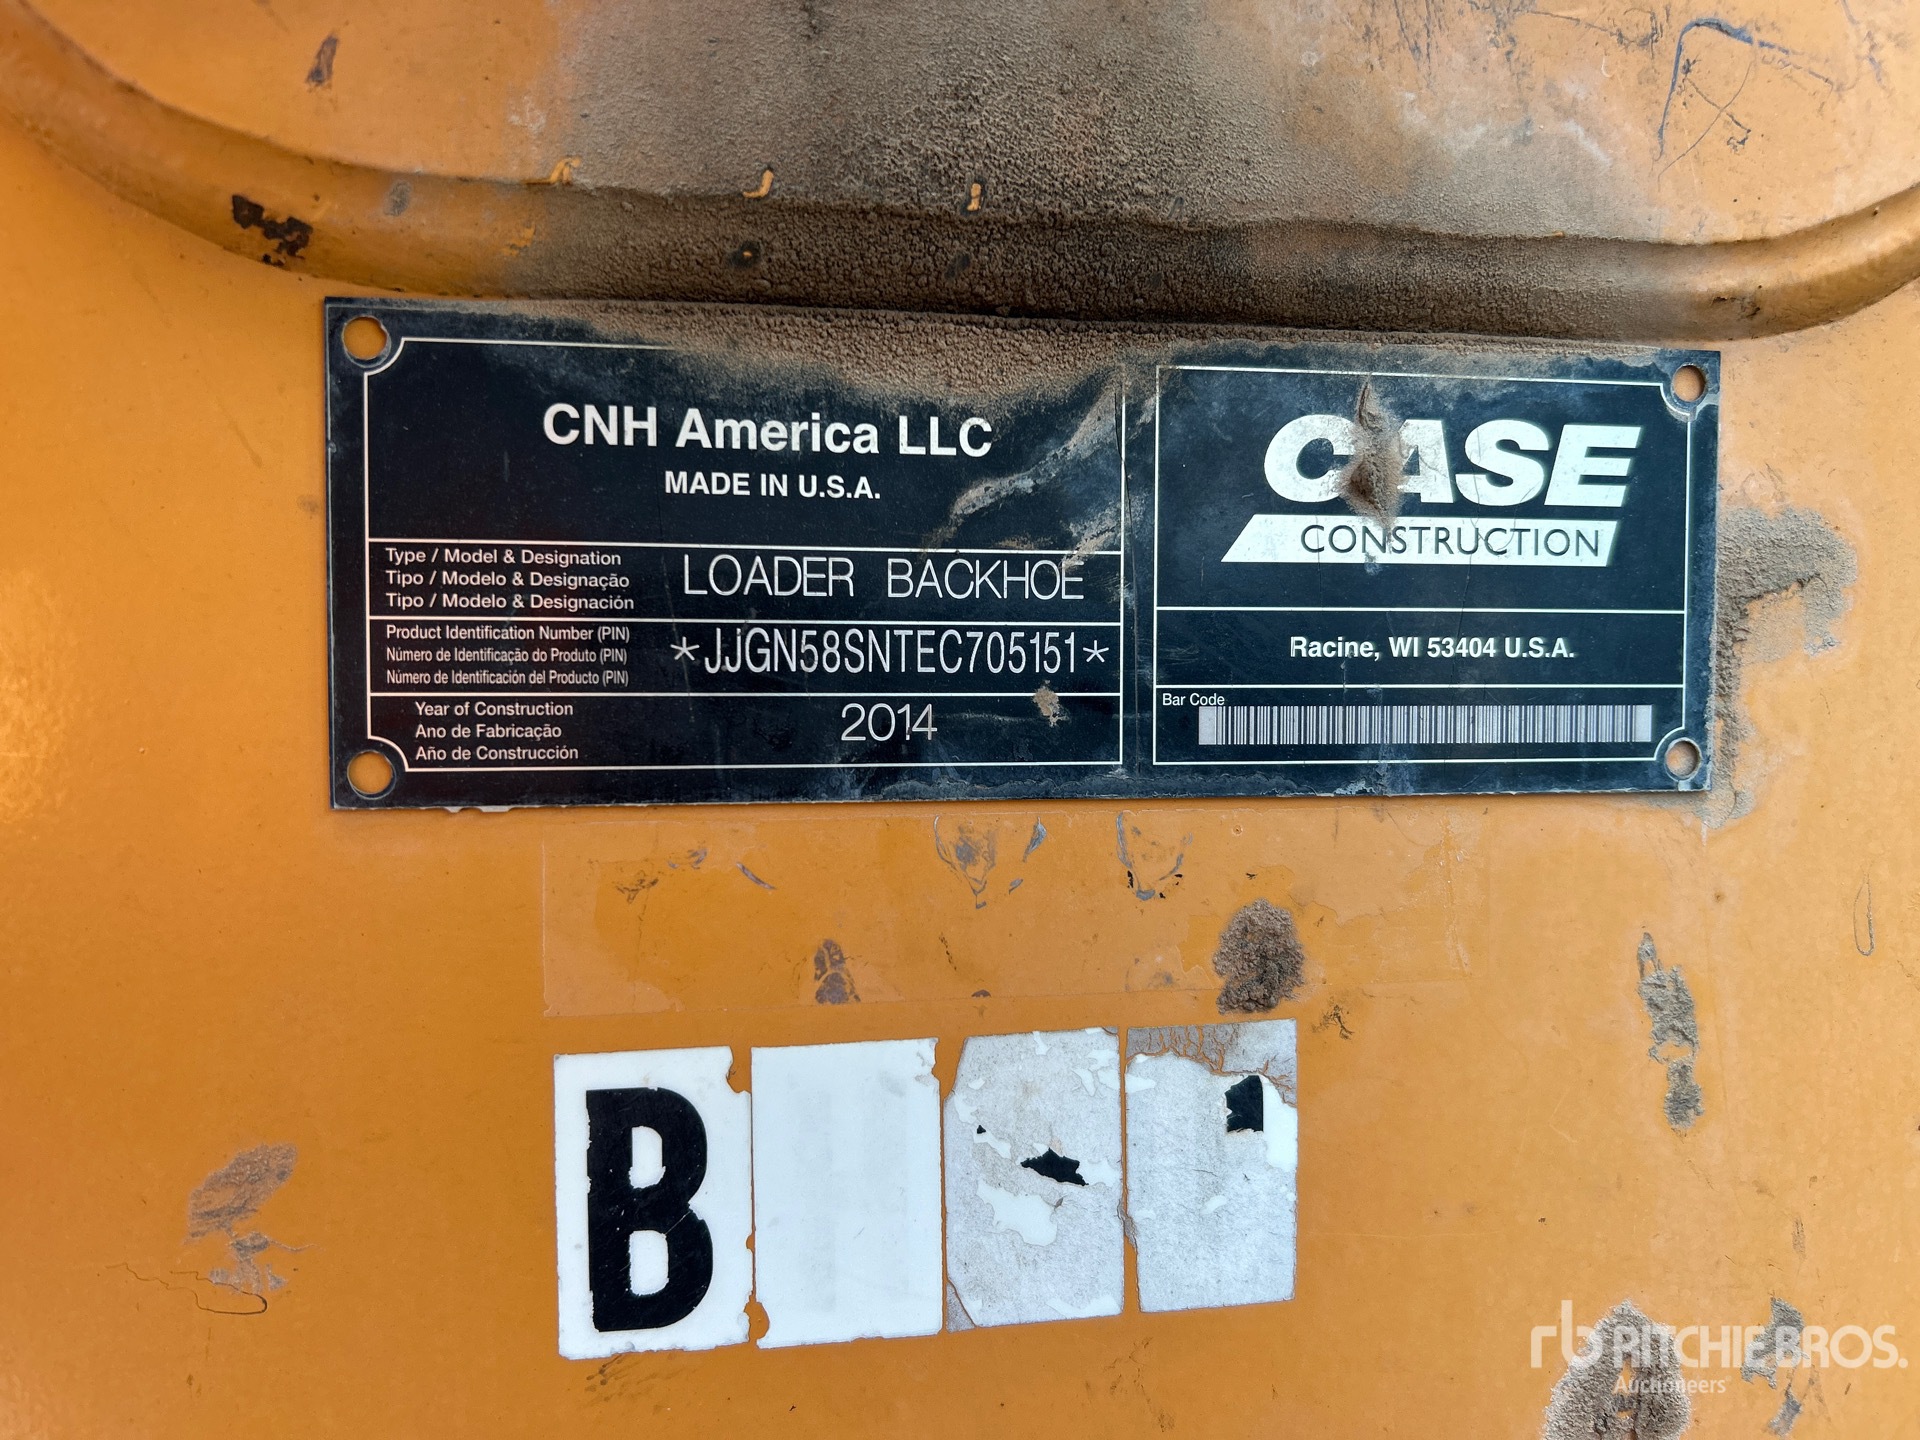 CNH America LLC
MADE IN U.S.A.
Type / Model & Designation
Tipo / Modelo & Designação
Tipo / Modelo & Designación
LOADER BACKHOE
Product Identification Number (PIN)
Número de Identificação do Produto (PIN)
Número de Identificación del Producto (PIN)
*JJGN58SNTEC705151*
Year of Construction
Ano de Fabricação
Año de Construcción
2014
CASE
CONSTRUCTION
Racine, WI 53404 U.S.A.
Bar Code
B
rb RITCHIE BROS.
Auctioneers